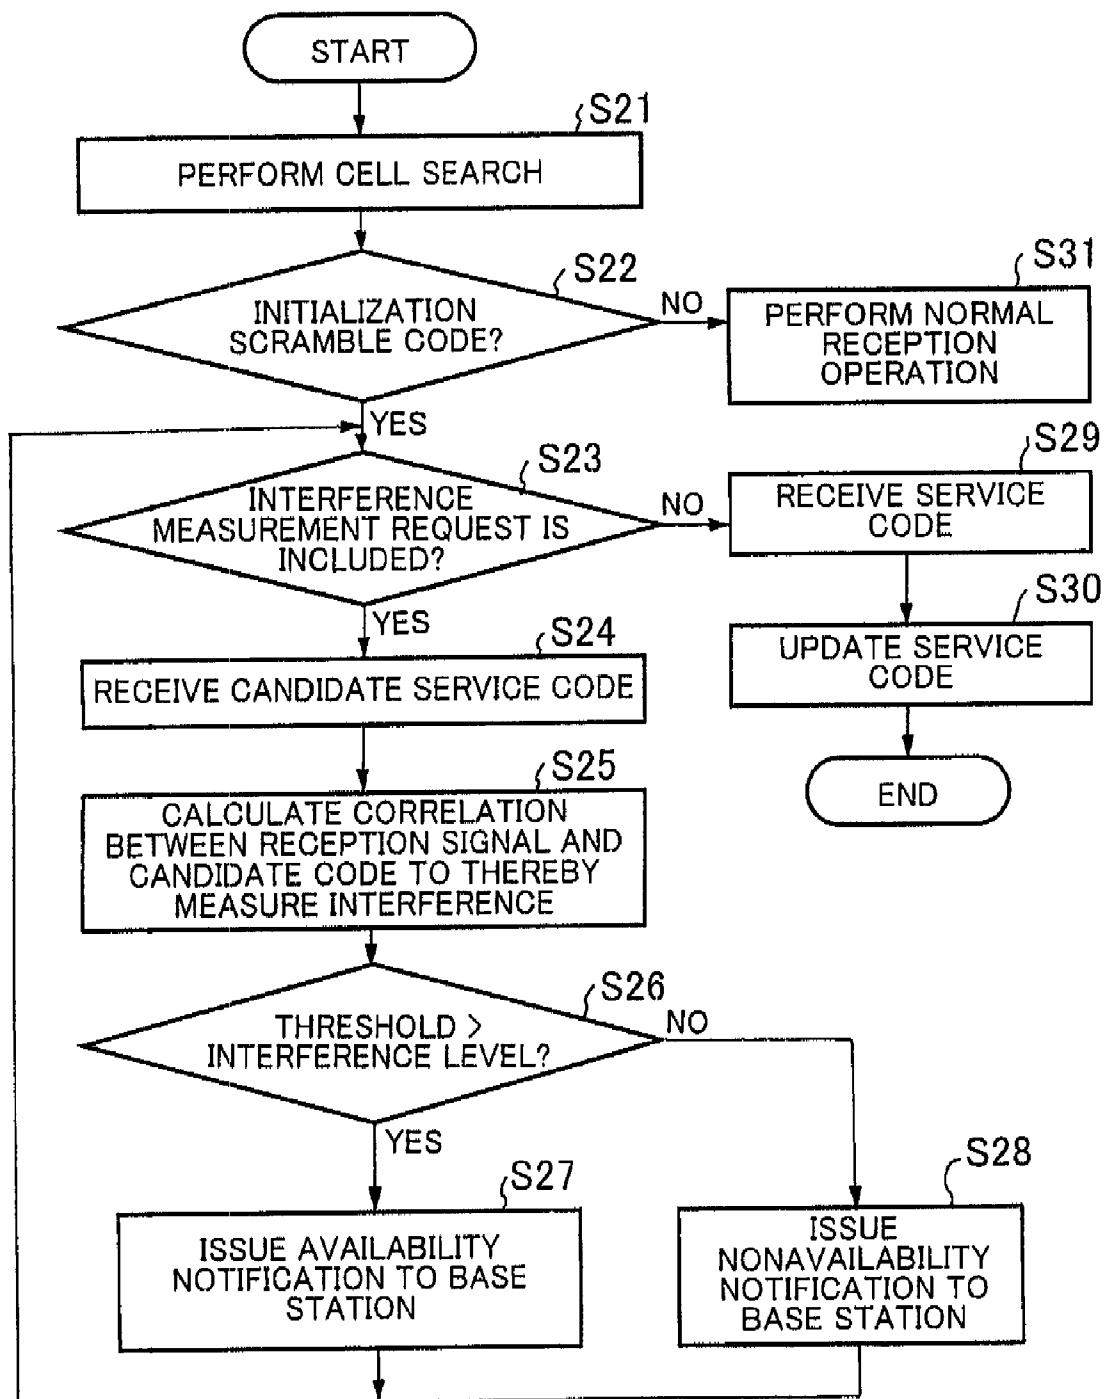 START
S21
PERFORM CELL SEARCH
S22
INITIALIZATION
SCRAMBLE CODE?
NO
S31
PERFORM NORMAL
RECEPTION
OPERATION
YES
S23
INTERFERENCE
MEASUREMENT REQUEST IS
INCLUDED?
NO
S29
RECEIVE SERVICE
CODE
S30
UPDATE SERVICE
CODE
END
YES
S24
RECEIVE CANDIDATE SERVICE CODE
S25
CALCULATE CORRELATION
BETWEEN RECEPTION SIGNAL AND
CANDIDATE CODE TO THEREBY
MEASURE INTERFERENCE
S26
THRESHOLD >
INTERFERENCE LEVEL?
NO
YES
S27
ISSUE AVAILABILITY
NOTIFICATION TO BASE
STATION
S28
ISSUE
NONAVAILABILITY
NOTIFICATION TO
BASE STATION